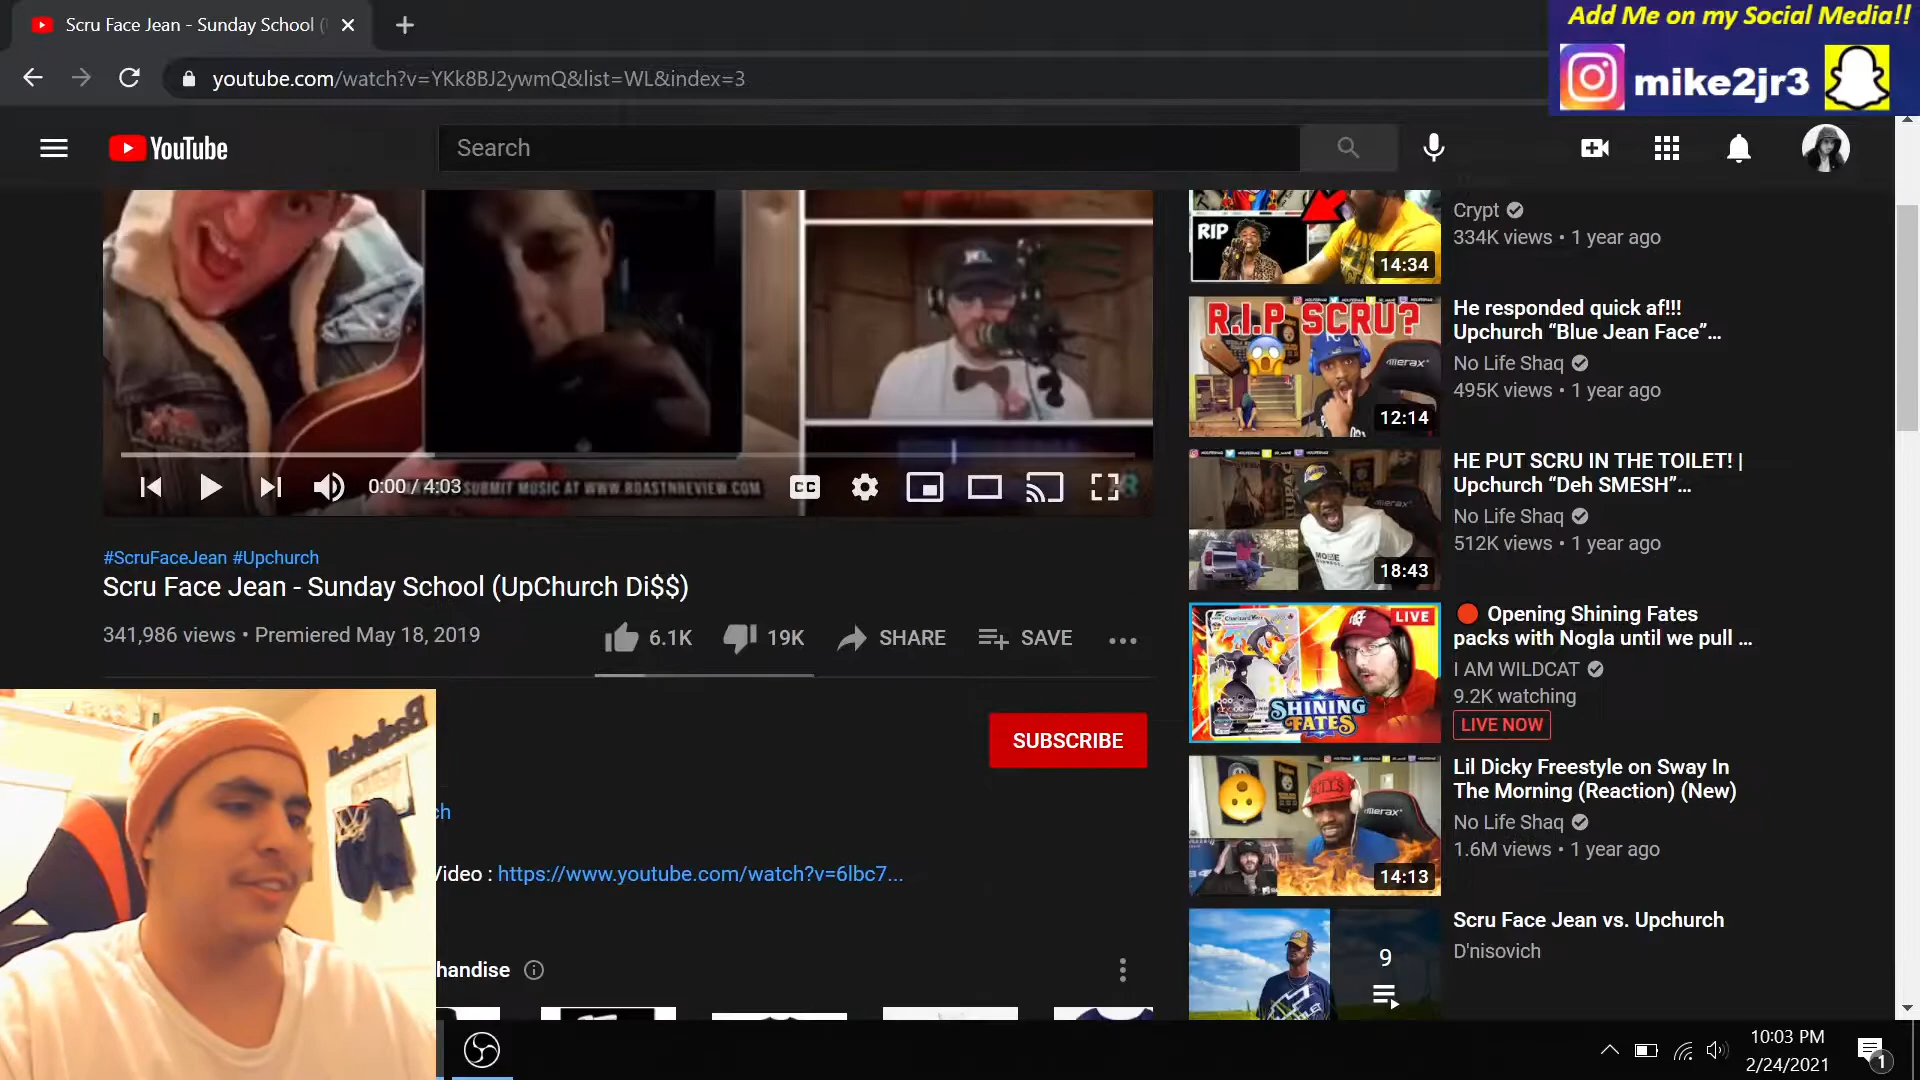 Scru Face Jean - Sunday School (
Add Me on my Social Media!!
mike2jr3
youtube.com/watch?v=YKk8BJ2ywmQ&list=WL&index=3
YouTube
Search
RIP
14:34
Crypt
334K views • 1 year ago
R.I.P SCRU?
12:14
He responded quick af!!!
Upchurch “Blue Jean Face”...
No Life Shaq
495K views • 1 year ago
18:43
HE PUT SCRU IN THE TOILET! |
Upchurch “Deh SMESH”...
No Life Shaq
512K views • 1 year ago
0:00 / 4:03
SUBMIT MUSIC AT WWW.ROASTNREVIEW.COM
CC
#ScruFaceJean #Upchurch
Scru Face Jean - Sunday School (UpChurch Di$$)
341,986 views • Premiered May 18, 2019
6.1K
19K
SHARE
SAVE
LIVE
SHINING
FATES
Opening Shining Fates
packs with Nogla until we pull ...
I AM WILDCAT
9.2K watching
LIVE NOW
SUBSCRIBE
Basketball
ch
Video : https://www.youtube.com/watch?v=6lbc7...
handise
merax
14:13
Lil Dicky Freestyle on Sway In
The Morning (Reaction) (New)
No Life Shaq
1.6M views • 1 year ago
9
Scru Face Jean vs. Upchurch
D'nisovich
10:03 PM
2/24/2021
1